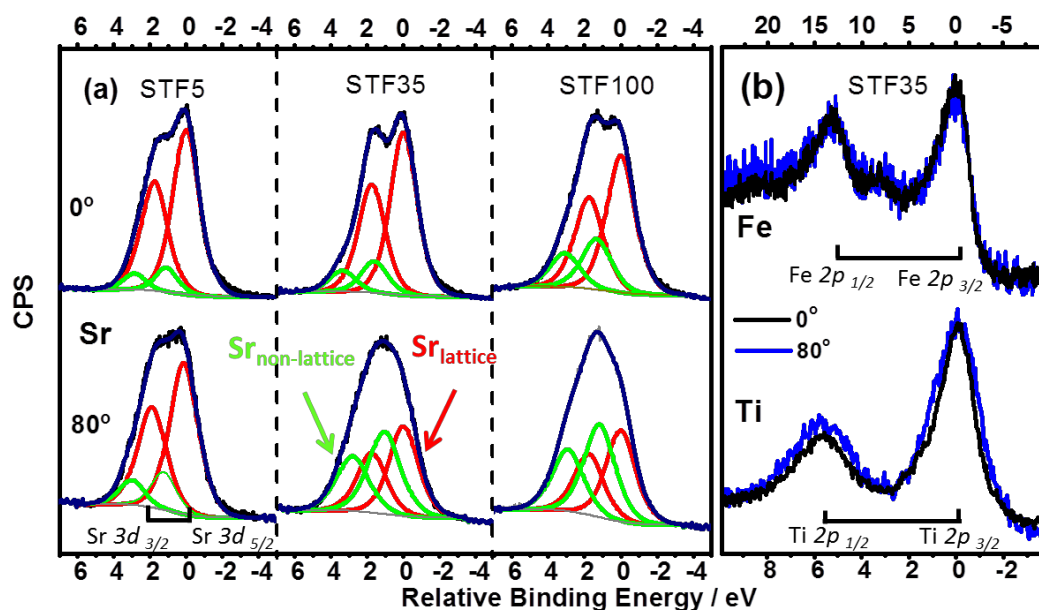 6 4 2 0 -2 -4 6 4 2 0 -2 -4 6 4 2 0 -2 -4
20 15 10 5 0 -5
(a) STF5 STF35 STF100
(b) STF35
0°
Fe
Fe 2p 1/2 Fe 2p 3/2
CPS
Sr
80°
Sr non-lattice Sr lattice
0°
80°
Ti
Sr 3d 3/2 Sr 3d 5/2
Ti 2p 1/2 Ti 2p 3/2
6 4 2 0 -2 -4 6 4 2 0 -2 -4 6 4 2 0 -2 -4
8 6 4 2 0 -2
Relative Binding Energy / eV